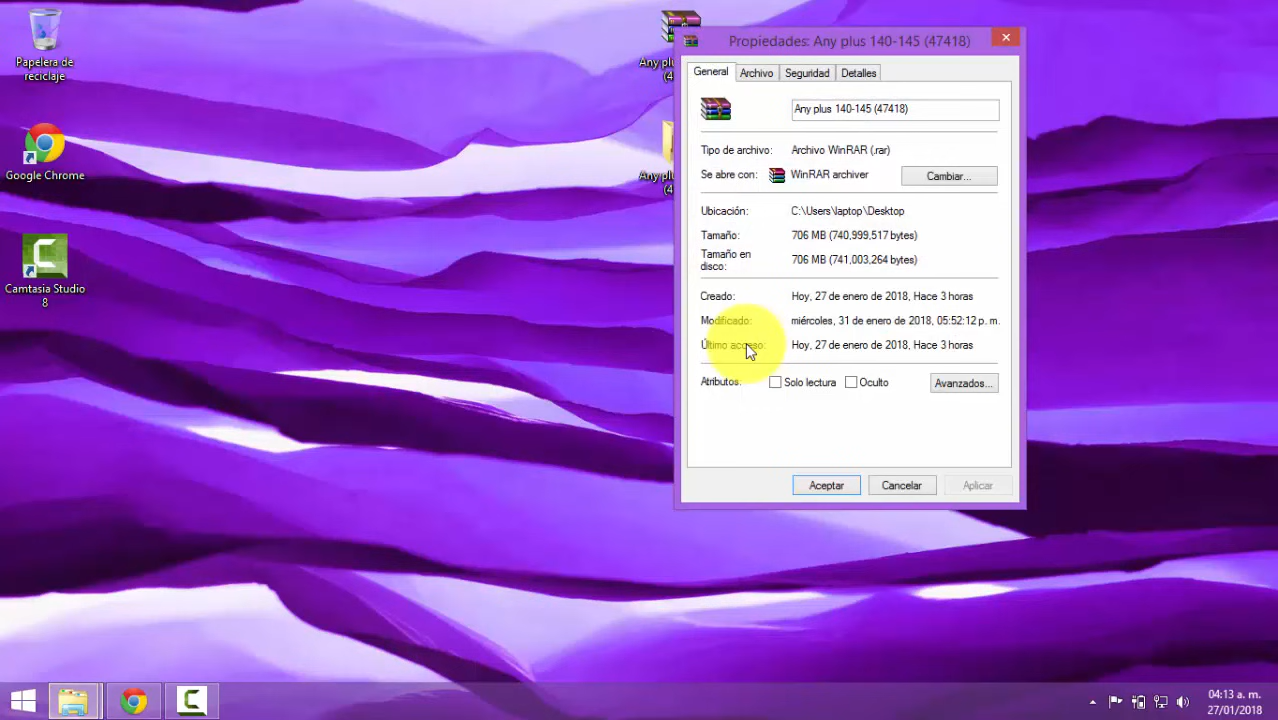 Papelera de
reciclaje
Google Chrome
Camtasia Studio
8
Any pl
(4
Any plu
(4
Propiedades: Any plus 140-145 (47418)
General Archivo Seguridad Detalles
Any plus 140-145 (47418)
Tipo de archivo: Archivo WinRAR (.rar)
Se abre con: WinRAR archiver Cambiar...
Ubicación: C:\Users\laptop\Desktop
Tamaño: 706 MB (740,999,517 bytes)
Tamaño en
disco: 706 MB (741,003,264 bytes)
Creado: Hoy, 27 de enero de 2018, Hace 3 horas
Modificado: miércoles, 31 de enero de 2018, 05:52:12 p. m.
Último acceso: Hoy, 27 de enero de 2018, Hace 3 horas
Atributos: Solo lectura Oculto Avanzados...
Aceptar Cancelar Aplicar
04:13 a. m.
27/01/2018